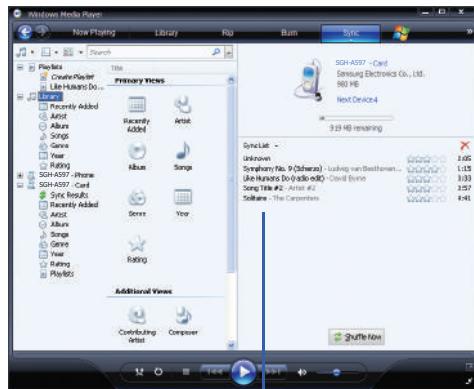 Windows Media Player
Now Playing
Library
Rip
Burn
Sync
Search
Playlists
Create Playlist
Like Humans Do...
Library
Recently Added
Artist
Album
Songs
Genre
Year
Rating
SGH-A597 - Phone
SGH-A597 - Card
Sync Results
Recently Added
Artist
Album
Songs
Genre
Year
Rating
Playlists
Title
Primary Views
Recently Added
Artist
Album
Songs
Genre
Year
Rating
Additional Views
Contributing Artist
Composer
SGH-A597 - Card
Samsung Electronics Co., Ltd.
980 MB
Next Device
919 MB remaining
Sync List
Unknown 3:05
Symphony No. 9 (Scherzo) - Ludwig van Beethoven... 1:15
Like Humans Do (radio edit) - David Byrne 3:33
Song Title #2 - Artist #2 3:57
Solitaire - The Carpenters 4:41
Shuffle Now